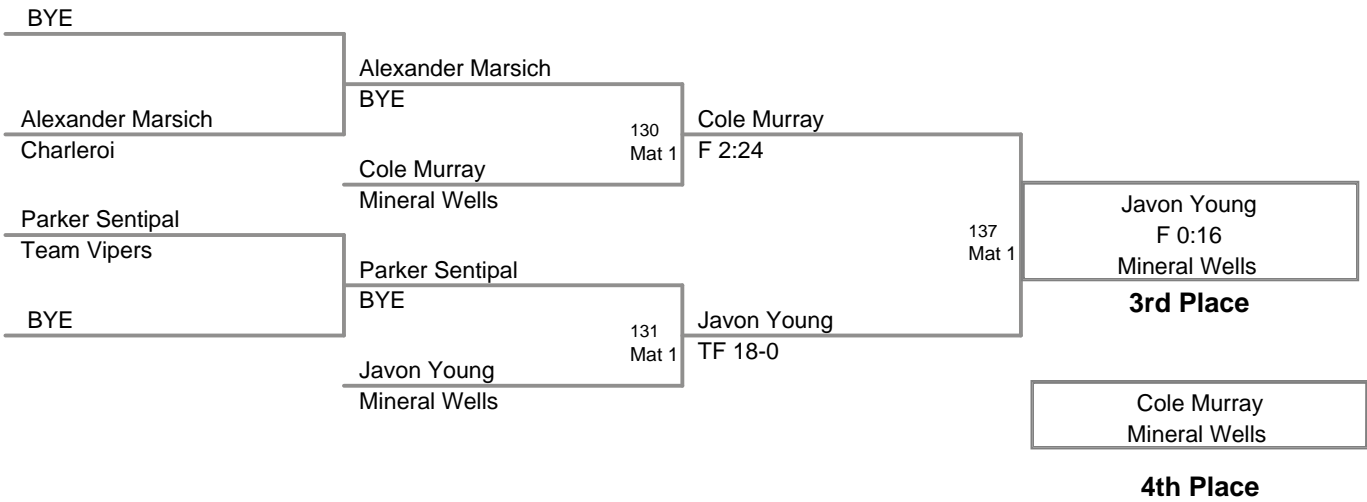 BYE
Alexander Marsich
BYE
Alexander Marsich
Charleroi
130
Mat 1
Cole Murray
F 2:24
Cole Murray
Mineral Wells
Parker Sentipal
Team Vipers
Parker Sentipal
BYE
BYE
131
Mat 1
Javon Young
TF 18-0
Javon Young
Mineral Wells
137
Mat 1
Javon Young
F 0:16
Mineral Wells
3rd Place
Cole Murray
Mineral Wells
4th Place